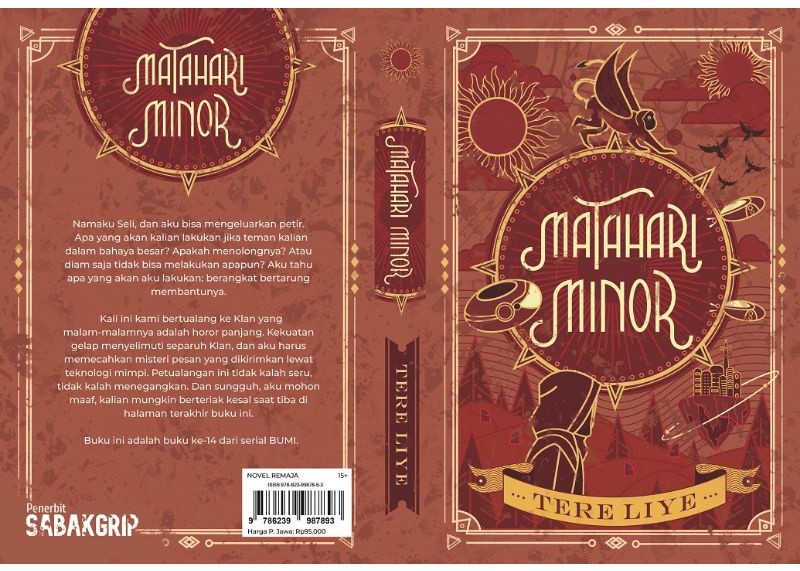 MATAHARI
MINOR
Namaku Seli, dan aku bisa mengeluarkan petir.
Apa yang akan kalian lakukan jika teman kalian
dalam bahaya besar? Apakah menolongnya? Atau
diam saja tidak bisa melakukan apapun? Aku tahu
apa yang akan aku lakukan: berangkat bertarung
membantunya.
Kali ini kami bertualang ke Klan yang
malam-malamnya adalah horor panjang. Kekuatan
gelap menyelimuti separuh Klan, dan aku harus
memecahkan misteri pesan yang dikirimkan lewat
teknologi mimpi. Petualangan ini tidak kalah seru,
tidak kalah menegangkan. Dan sungguh, aku mohon
maaf, kalian mungkin berteriak kesal saat tiba di
halaman terakhir buku ini.
Buku ini adalah buku ke-14 dari serial BUMI.
Penerbit
SABAKGRIP
NOVEL REMAJA 15+
ISBN 978-623-99878-9-3
9 786239 987893
Harga P. Jawa: Rp95.000
MATAHARI MINOR
TERE LIYE
MATAHARI
MINOR
... TERE LIYE ...